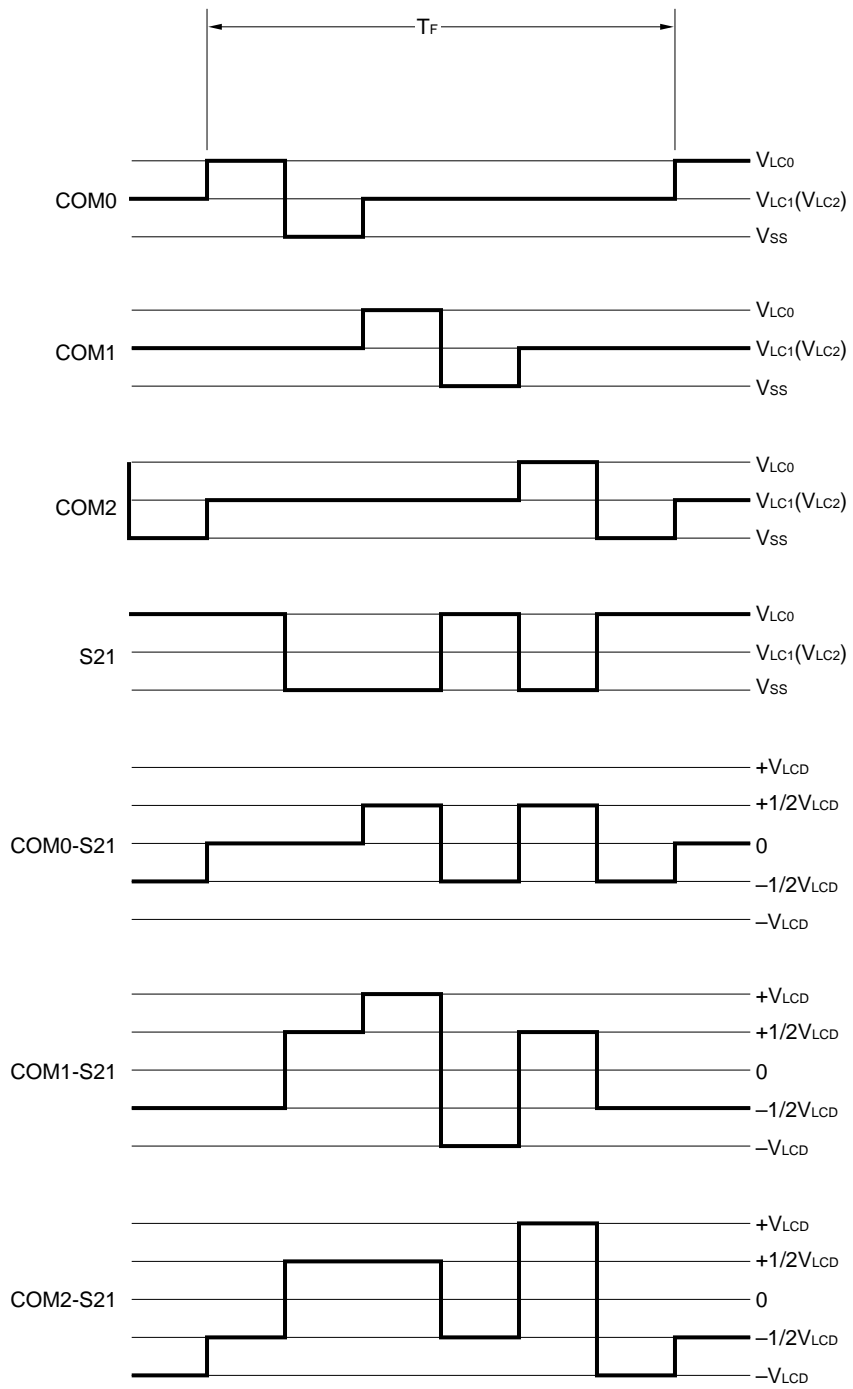 TF
VLC0
COM0
VLC1(VLC2)
VSS
VLC0
COM1
VLC1(VLC2)
VSS
VLC0
COM2
VLC1(VLC2)
VSS
VLC0
S21
VLC1(VLC2)
VSS
+VLCD
+1/2VLCD
COM0-S21
0
–1/2VLCD
–VLCD
+VLCD
+1/2VLCD
COM1-S21
0
–1/2VLCD
–VLCD
+VLCD
+1/2VLCD
COM2-S21
0
–1/2VLCD
–VLCD